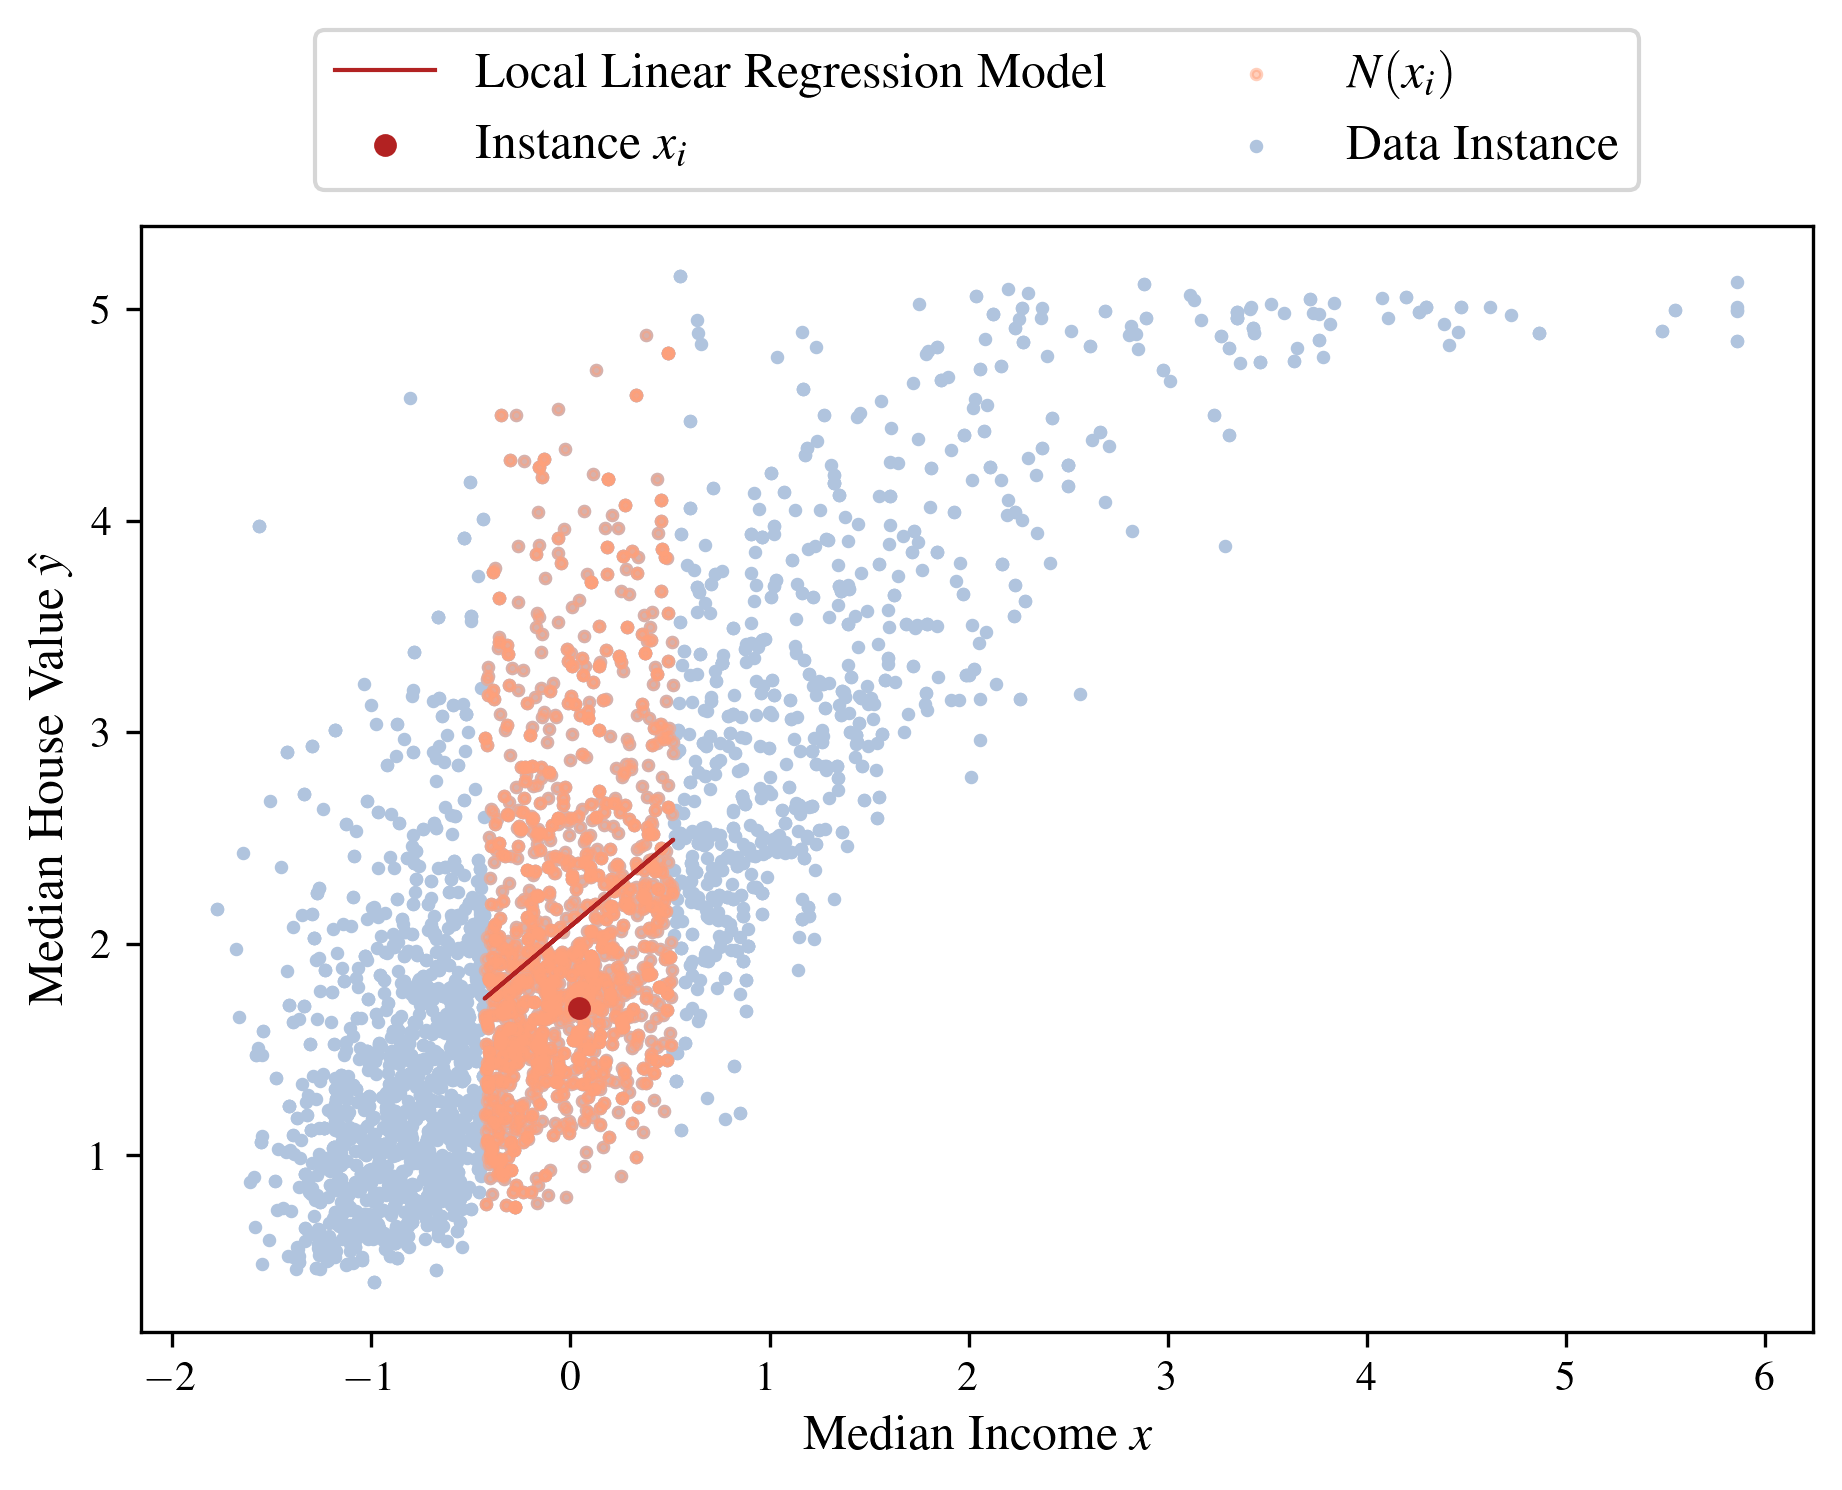 Local Linear Regression Model
Instance xᵢ
N(xᵢ)
Data Instance
Median House Value ŷ
5
4
3
2
1
−2 −1 0 1 2 3 4 5 6
Median Income x